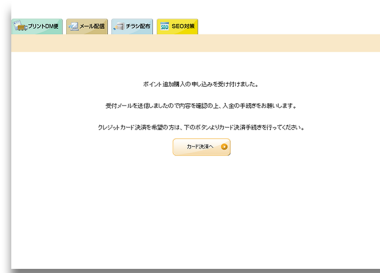 プリントDM便 メール配信 チラシ配布 SEO対策
ポイント追加購入の申し込みを受け付けました。
受付メールを送信しましたので内容を確認の上、入金の手続きをお願いします。
クレジットカード決済を希望の方は、下のボタンよりカード決済手続きを行ってください。
カード決済へ